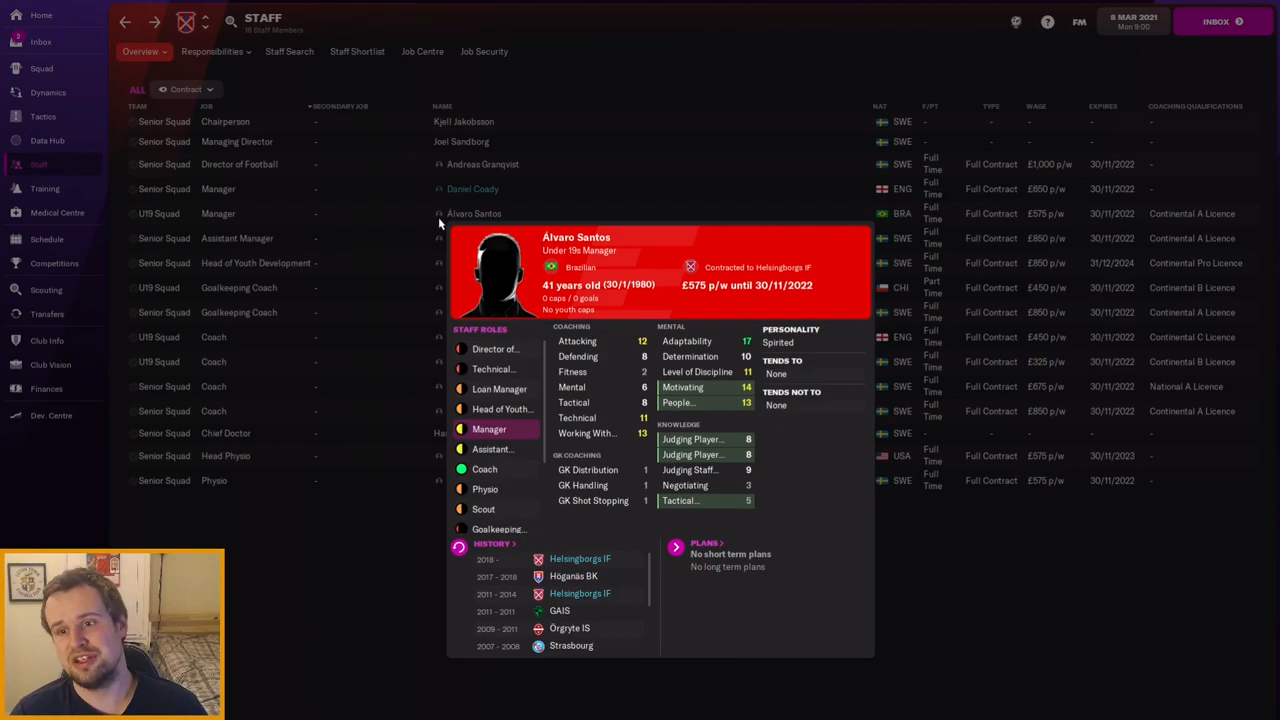 Home
2
Inbox
Squad
Dynamics
Tactics
Data Hub
Staff
Training
Medical Centre
Schedule
Competitions
Scouting
Transfers
Club Info
Club Vision
Finances
Dev. Centre
STAFF
18 Staff Members
? FM
8 MAR 2021
Mon 9:00
INBOX
Overview Responsibilities Staff Search Staff Shortlist Job Centre Job Security
ALL Contract
TEAM JOB SECONDARY JOB NAME NAT F/PT TYPE WAGE EXPIRES COACHING QUALIFICATIONS
Senior Squad Chairperson - Kjell Jakobsson SWE - - - - -
Senior Squad Managing Director - Joel Sandborg SWE - - - - -
Senior Squad Director of Football - Andreas Granqvist SWE Full Time Full Contract £1,000 p/w 30/11/2022 -
Senior Squad Manager - Daniel Coady ENG Full Time Full Contract £650 p/w 30/11/2022 -
U19 Squad Manager - Álvaro Santos BRA Full Time Full Contract £575 p/w 30/11/2022 Continental A Licence
Senior Squad Assistant Manager - SWE Full Time Full Contract £850 p/w 30/11/2022 Continental A Licence
Senior Squad Head of Youth Development - SWE Full Time Full Contract £850 p/w 31/12/2024 Continental Pro Licence
Senior Squad Goalkeeping Coach - CHI Part Time Full Contract £450 p/w 30/11/2022 Continental B Licence
Senior Squad Goalkeeping Coach - SWE Full Time Full Contract £850 p/w 30/11/2022 Continental A Licence
U19 Squad Coach - ENG Full Time Full Contract £450 p/w 30/11/2022 Continental C Licence
U19 Squad Coach - SWE Full Time Full Contract £325 p/w 30/11/2022 Continental B Licence
Senior Squad Coach - SWE Full Time Full Contract £675 p/w 30/11/2022 National A Licence
Senior Squad Coach - SWE Full Time Full Contract £850 p/w 30/11/2022 Continental A Licence
Senior Squad Chief Doctor - Ha SWE Full Time - - - -
Senior Squad Head Physio - USA Full Time Full Contract £575 p/w 30/11/2023 -
Senior Squad Physio - SWE Full Time Full Contract £575 p/w 30/11/2022 -
Álvaro Santos
Under 19s Manager
Brazilian
Contracted to Helsingborgs IF
41 years old (30/1/1980)
£575 p/w until 30/11/2022
0 caps / 0 goals
No youth caps
STAFF ROLES
Director of...
Technical...
Loan Manager
Head of Youth...
Manager
Assistant...
Coach
Physio
Scout
Goalkeeping...
COACHING
Attacking 12
Defending 8
Fitness 2
Mental 6
Tactical 8
Technical 11
Working With... 13
GK COACHING
GK Distribution 1
GK Handling 1
GK Shot Stopping 1
MENTAL
Adaptability 17
Determination 10
Level of Discipline 11
Motivating 14
People... 13
KNOWLEDGE
Judging Player... 8
Judging Player... 8
Judging Staff... 9
Negotiating 3
Tactical... 5
PERSONALITY
Spirited
TENDS TO
None
TENDS NOT TO
None
HISTORY >
2018 - Helsingborgs IF
2017 - 2018 Höganäs BK
2011 - 2014 Helsingborgs IF
2011 - 2011 GAIS
2009 - 2011 Örgryte IS
2007 - 2008 Strasbourg
PLANS >
No short term plans
No long term plans